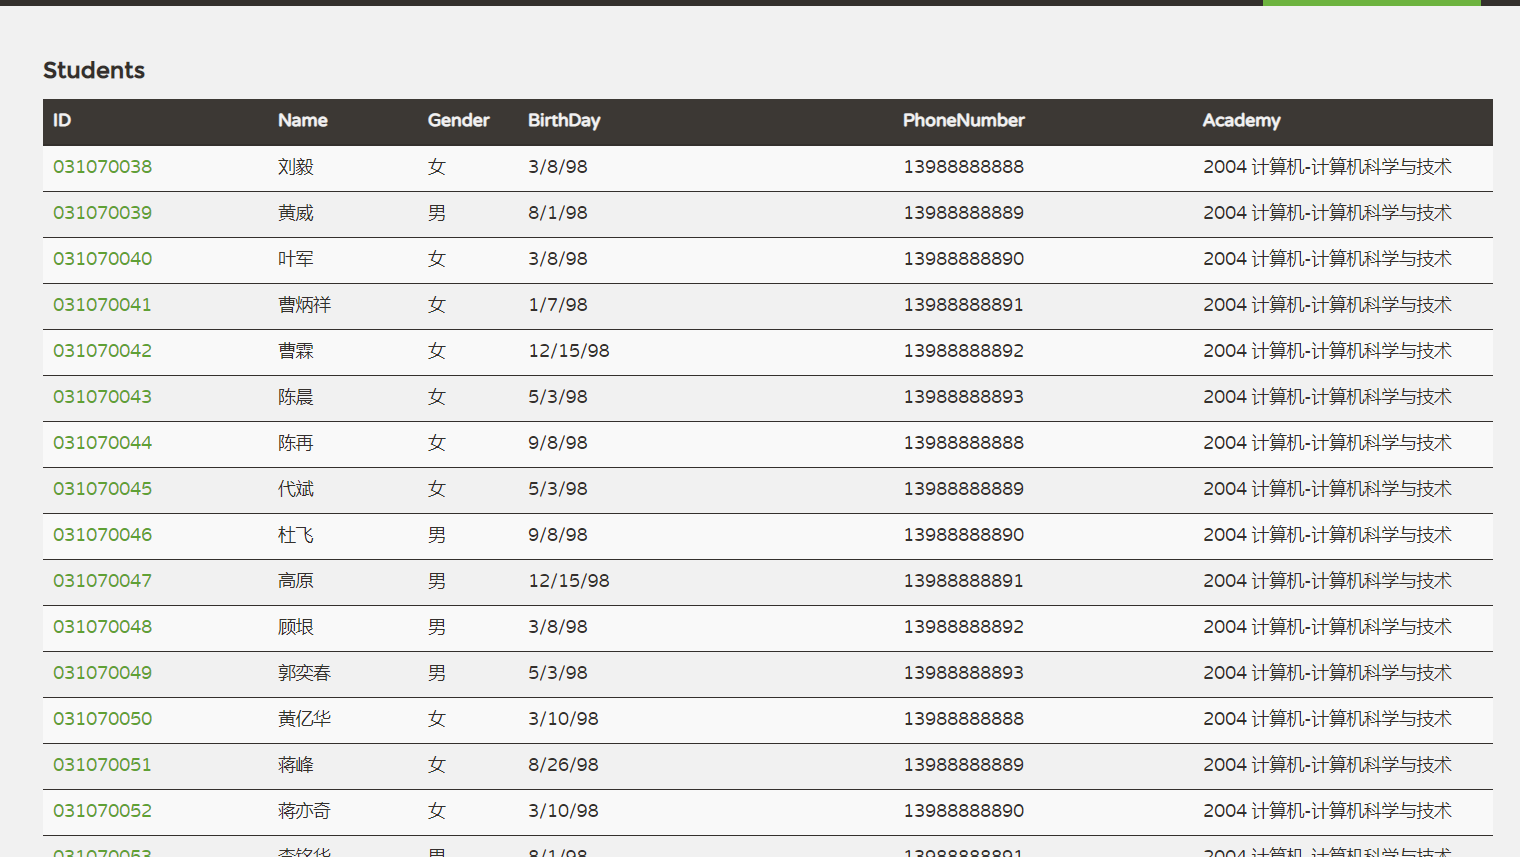 Students
ID Name Gender BirthDay PhoneNumber Academy
031070038 刘毅 女 3/8/98 13988888888 2004 计算机-计算机科学与技术
031070039 黄威 男 8/1/98 13988888889 2004 计算机-计算机科学与技术
031070040 叶军 女 3/8/98 13988888890 2004 计算机-计算机科学与技术
031070041 曹炳祥 女 1/7/98 13988888891 2004 计算机-计算机科学与技术
031070042 曹霖 女 12/15/98 13988888892 2004 计算机-计算机科学与技术
031070043 陈晨 女 5/3/98 13988888893 2004 计算机-计算机科学与技术
031070044 陈再 女 9/8/98 13988888888 2004 计算机-计算机科学与技术
031070045 代斌 女 5/3/98 13988888889 2004 计算机-计算机科学与技术
031070046 杜飞 男 9/8/98 13988888890 2004 计算机-计算机科学与技术
031070047 高原 男 12/15/98 13988888891 2004 计算机-计算机科学与技术
031070048 顾垠 男 3/8/98 13988888892 2004 计算机-计算机科学与技术
031070049 郭奕春 男 5/3/98 13988888893 2004 计算机-计算机科学与技术
031070050 黄亿华 女 3/10/98 13988888888 2004 计算机-计算机科学与技术
031070051 蒋峰 女 8/26/98 13988888889 2004 计算机-计算机科学与技术
031070052 蒋亦奇 女 3/10/98 13988888890 2004 计算机-计算机科学与技术
031070053 李铭华 男 8/1/98 13988888891 2004 计算机-计算机科学与技术